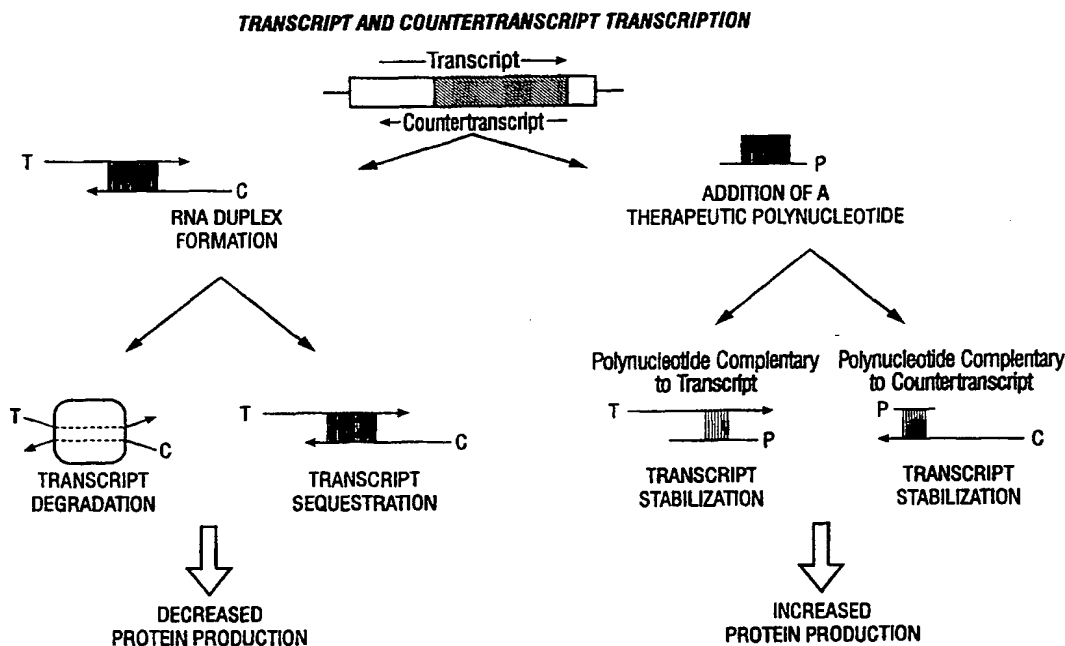 TRANSCRIPT AND COUNTERTRANSCRIPT TRANSCRIPTION
Transcript
Countertranscript
T
C
RNA DUPLEX
FORMATION
P
ADDITION OF A
THERAPEUTIC POLYNUCLEOTIDE
T
C
TRANSCRIPT
DEGRADATION
T
C
TRANSCRIPT
SEQUESTRATION
Polynucleotide Complentary
to Transcript
T
P
TRANSCRIPT
STABILIZATION
Polynucleotide Complentary
to Countertranscript
P
C
TRANSCRIPT
STABILIZATION
DECREASED
PROTEIN PRODUCTION
INCREASED
PROTEIN PRODUCTION